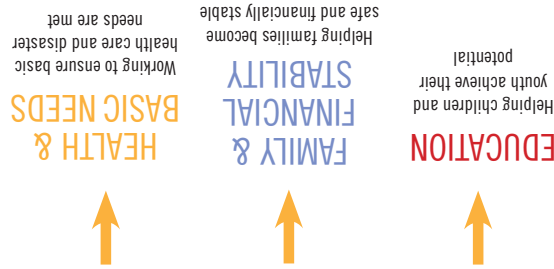 EDUCATION
Helping children and
youth achieve their
potential
FAMILY &
FINANCIAL
STABILITY
Helping families become
safe and financially stable
HEALTH &
BASIC NEEDS
Working to ensure basic
health care and disaster
needs are met